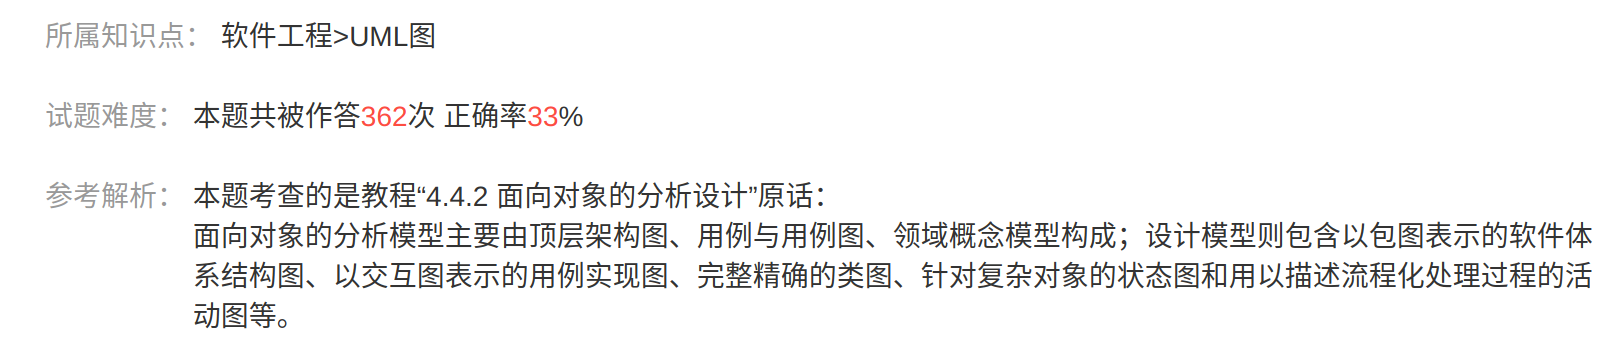 所属知识点： 软件工程>UML图
试题难度： 本题共被作答362次 正确率33%
参考解析： 本题考查的是教程“4.4.2 面向对象的分析设计”原话：
面向对象的分析模型主要由顶层架构图、用例与用例图、领域概念模型构成；设计模型则包含以包图表示的软件体
系结构图、以交互图表示的用例实现图、完整精确的类图、针对复杂对象的状态图和用以描述流程化处理过程的活
动图等。